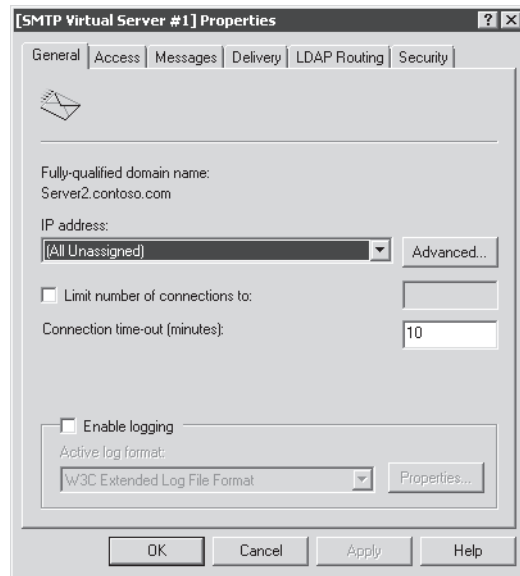 [SMTP Virtual Server #1] Properties
General Access Messages Delivery LDAP Routing Security
Fully-qualified domain name:
Server2.contoso.com
IP address:
(All Unassigned) Advanced...
Limit number of connections to:
Connection time-out (minutes): 10
Enable logging
Active log format:
W3C Extended Log File Format Properties...
OK Cancel Apply Help